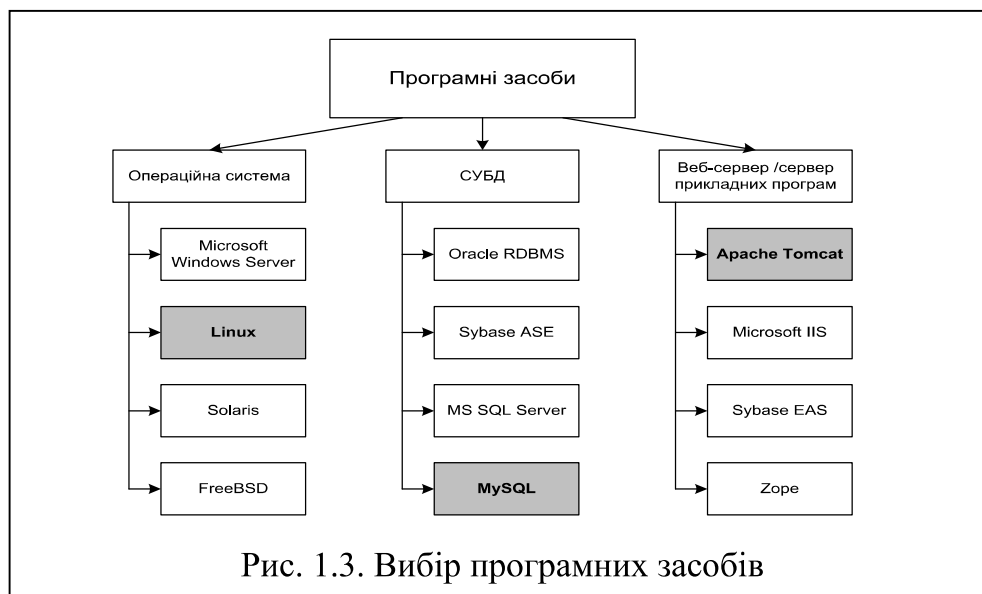 Програмні засоби
Операційна система
СУБД
Веб-сервер /сервер
прикладних програм
Microsoft
Windows Server
Oracle RDBMS
Apache Tomcat
Linux
Sybase ASE
Microsoft IIS
Solaris
MS SQL Server
Sybase EAS
FreeBSD
MySQL
Zope
Рис. 1.3. Вибір програмних засобів